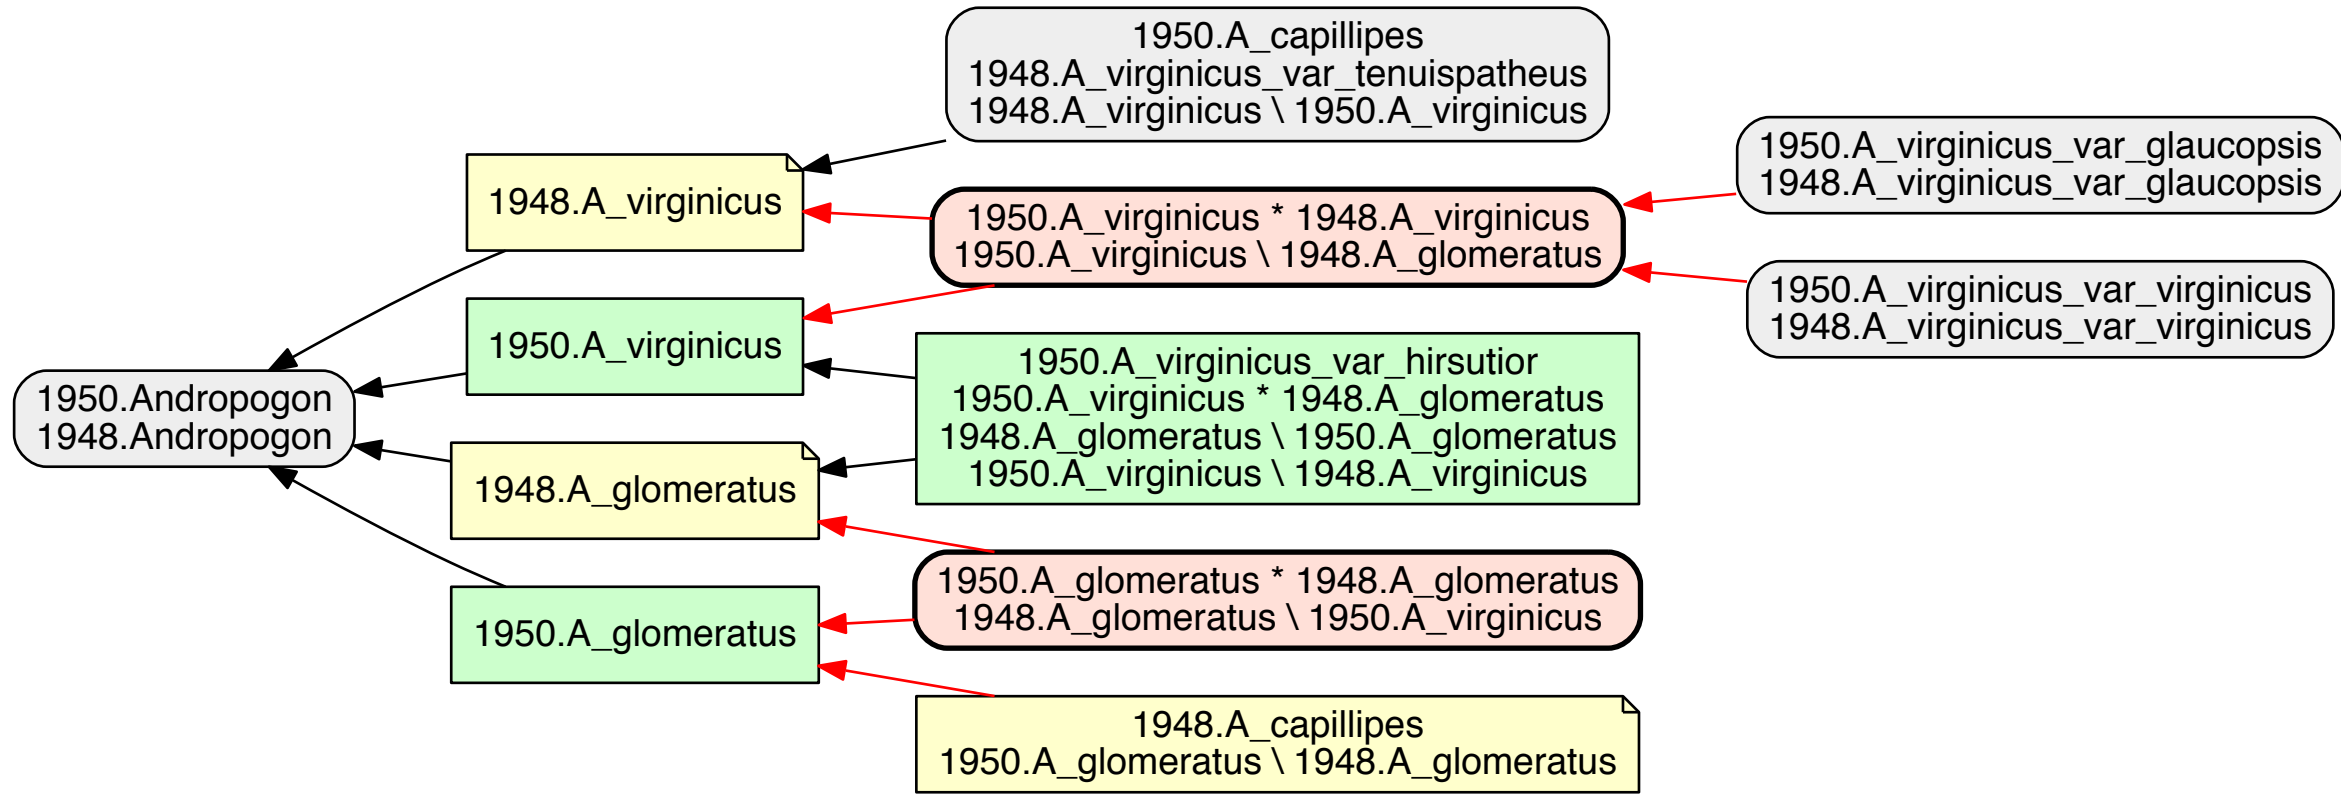 1950.A_capillipes
1948.A_virginicus_var_tenuispatheus
1948.A_virginicus \ 1950.A_virginicus
1950.A_virginicus_var_glaucopsis
1948.A_virginicus_var_glaucopsis
1948.A_virginicus
1950.A_virginicus * 1948.A_virginicus
1950.A_virginicus \ 1948.A_glomeratus
1950.A_virginicus_var_virginicus
1948.A_virginicus_var_virginicus
1950.A_virginicus
1950.A_virginicus_var_hirsutior
1950.A_virginicus * 1948.A_glomeratus
1948.A_glomeratus \ 1950.A_glomeratus
1950.A_virginicus \ 1948.A_virginicus
1950.Andropogon
1948.Andropogon
1948.A_glomeratus
1950.A_glomeratus * 1948.A_glomeratus
1948.A_glomeratus \ 1950.A_virginicus
1950.A_glomeratus
1948.A_capillipes
1950.A_glomeratus \ 1948.A_glomeratus